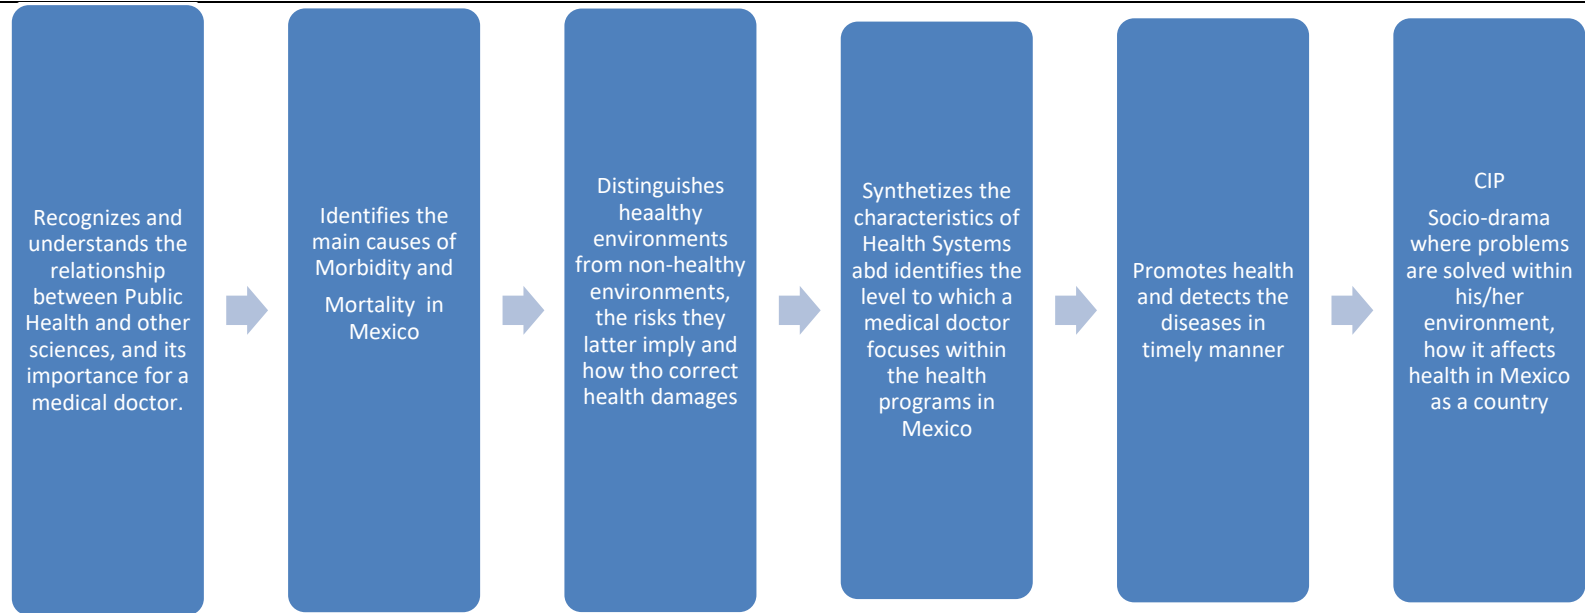 Recognizes and
understands the
relationship
between Public
Health and other
sciences, and its
importance for a
medical doctor.
Identifies the
main causes of
Morbidity and
Mortality in
Mexico
Distinguishes
heaalthy
environments
from non-healthy
environments,
the risks they
latter imply and
how tho correct
health damages
Synthetizes the
characteristics of
Health Systems
abd identifies the
level to which a
medical doctor
focuses within
the health
programs in
Mexico
Promotes health
and detects the
diseases in
timely manner
CIP
Socio-drama
where problems
are solved within
his/her
environment,
how it affects
health in Mexico
as a country